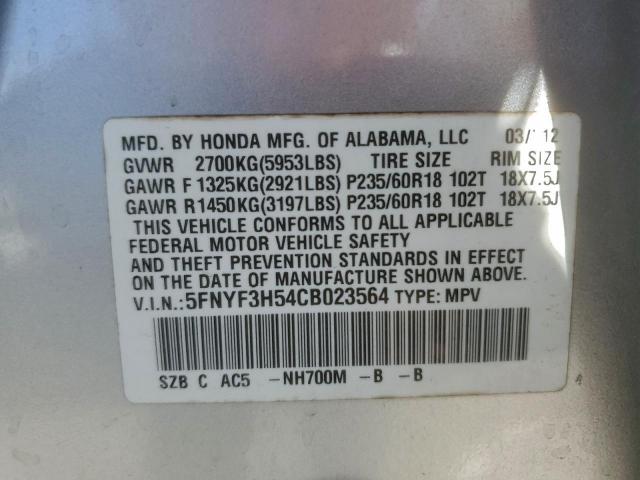 MFD. BY HONDA MFG. OF ALABAMA, LLC 03/12
GVWR 2700KG(5953LBS) TIRE SIZE RIM SIZE
GAWR F 1325KG(2921LBS) P235/60R18 102T 18X7.5J
GAWR R1450KG(3197LBS) P235/60R18 102T 18X7.5J
THIS VEHICLE CONFORMS TO ALL APPLICABLE
FEDERAL MOTOR VEHICLE SAFETY
AND THEFT PREVENTION STANDARDS IN EFFECT
ON THE DATE OF MANUFACTURE SHOWN ABOVE.
V.I.N.:5FNYF3H54CB023564 TYPE: MPV
SZB C AC5 -NH700M -B -B